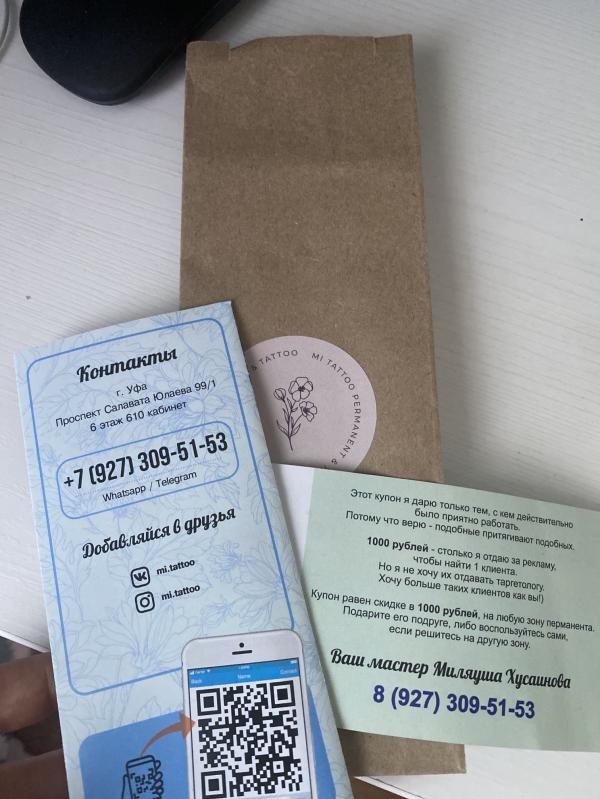 Контакты
г. Уфа
Проспект Салавата Юлаева 99/1
6 этаж 610 кабинет
+7 (927) 309-51-53
Whatsapp / Telegram
Добавляйся в друзья
mi.tattoo
mi.tattoo
Back Name Contact
& TATTOO MI TATTOO PERMANENT &
Этот купон я дарю только тем, с кем действительно
было приятно работать.
Потому что верю - подобные притягивают подобных.
1000 рублей - столько я отдаю за рекламу,
чтобы найти 1 клиента.
Но я не хочу их отдавать таргетологу.
Хочу больше таких клиентов как вы!)
Купон равен скидке в 1000 рублей, на любую зону перманента.
Подарите его подруге, либо воспользуйтесь сами,
если решитесь на другую зону.
Ваш мастер Миляуша Хусаинова
8 (927) 309-51-53